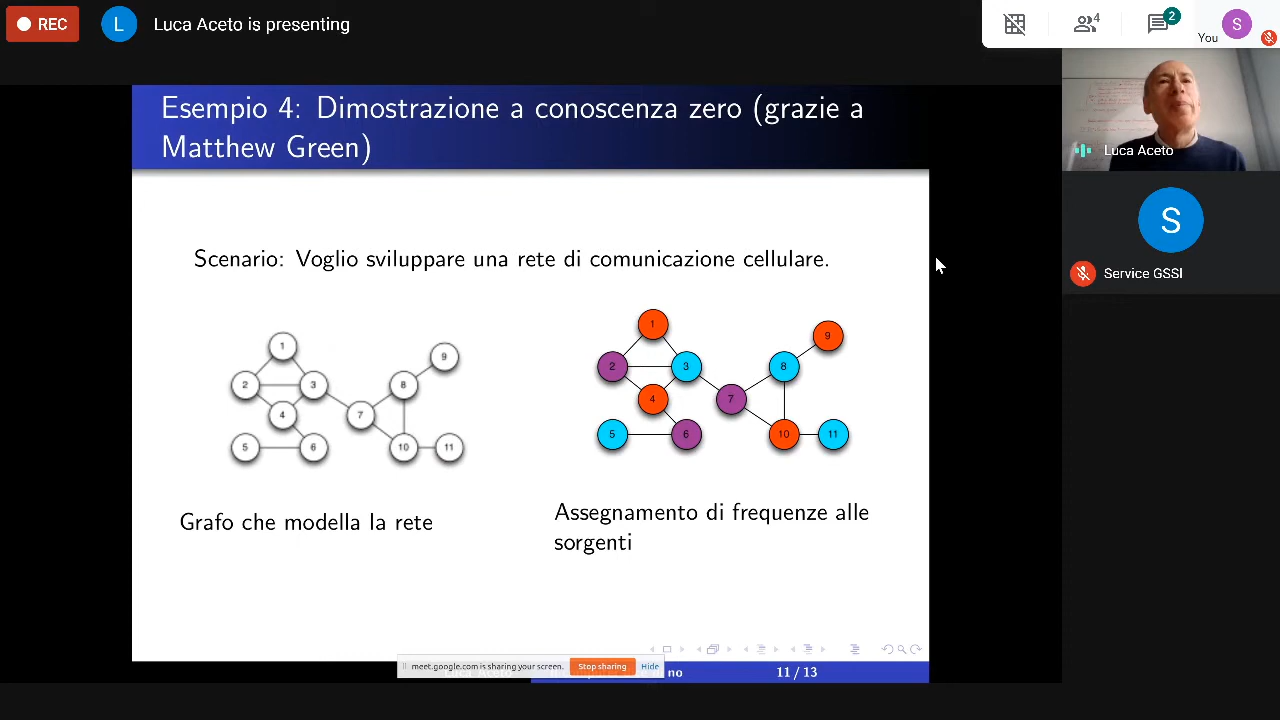 REC
L
Luca Aceto is presenting
4
2
You
S
Esempio 4: Dimostrazione a conoscenza zero (grazie a
Matthew Green)
Luca Aceto
S
Service GSSI
Scenario: Voglio sviluppare una rete di comunicazione cellulare.
1
2
3
4
5
6
7
8
9
10
11
1
2
3
4
5
6
7
8
9
10
11
Grafo che modella la rete
Assegnamento di frequenze alle
sorgenti
meet.google.com is sharing your screen.
Stop sharing
Hide
Luca Aceto
no
11 / 13